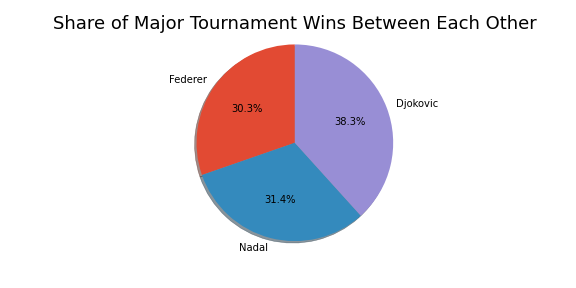 Share of Major Tournament Wins Between Each Other
Federer
30.3%
Djokovic
38.3%
31.4%
Nadal